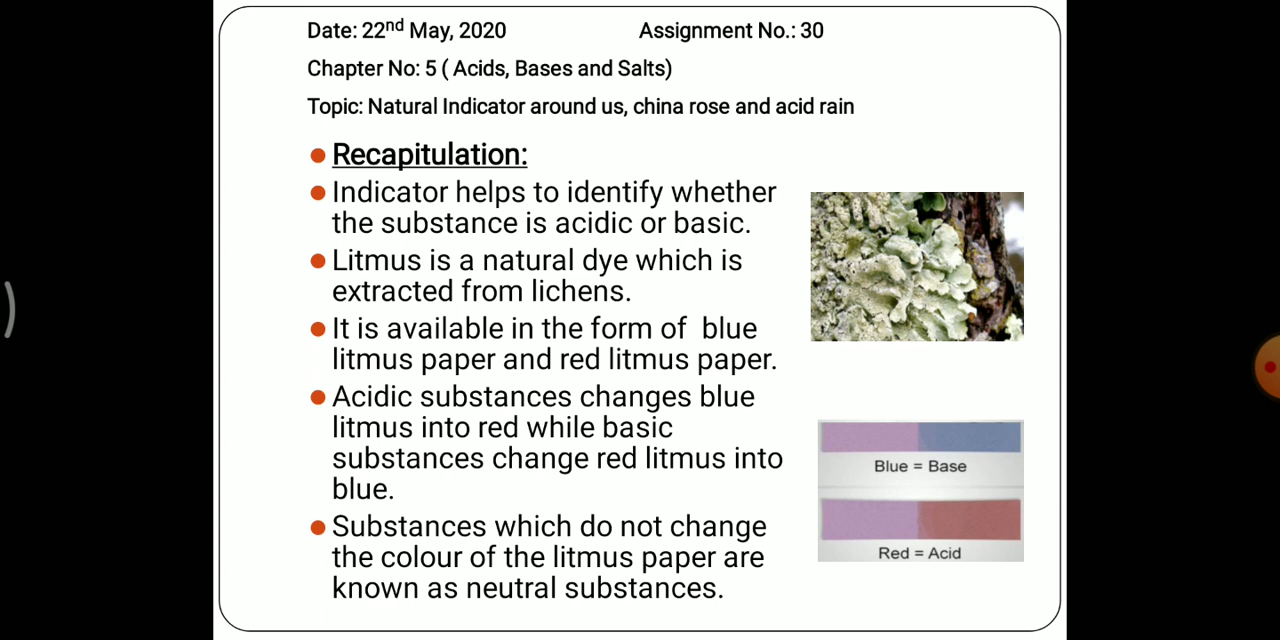 Date: 22nd May, 2020 Assignment No.: 30
Chapter No: 5 ( Acids, Bases and Salts)
Topic: Natural Indicator around us, china rose and acid rain
Recapitulation:
Indicator helps to identify whether
the substance is acidic or basic.
Litmus is a natural dye which is
extracted from lichens.
It is available in the form of blue
litmus paper and red litmus paper.
Acidic substances changes blue
litmus into red while basic
substances change red litmus into
blue.
Substances which do not change
the colour of the litmus paper are
known as neutral substances.
Blue = Base
Red = Acid